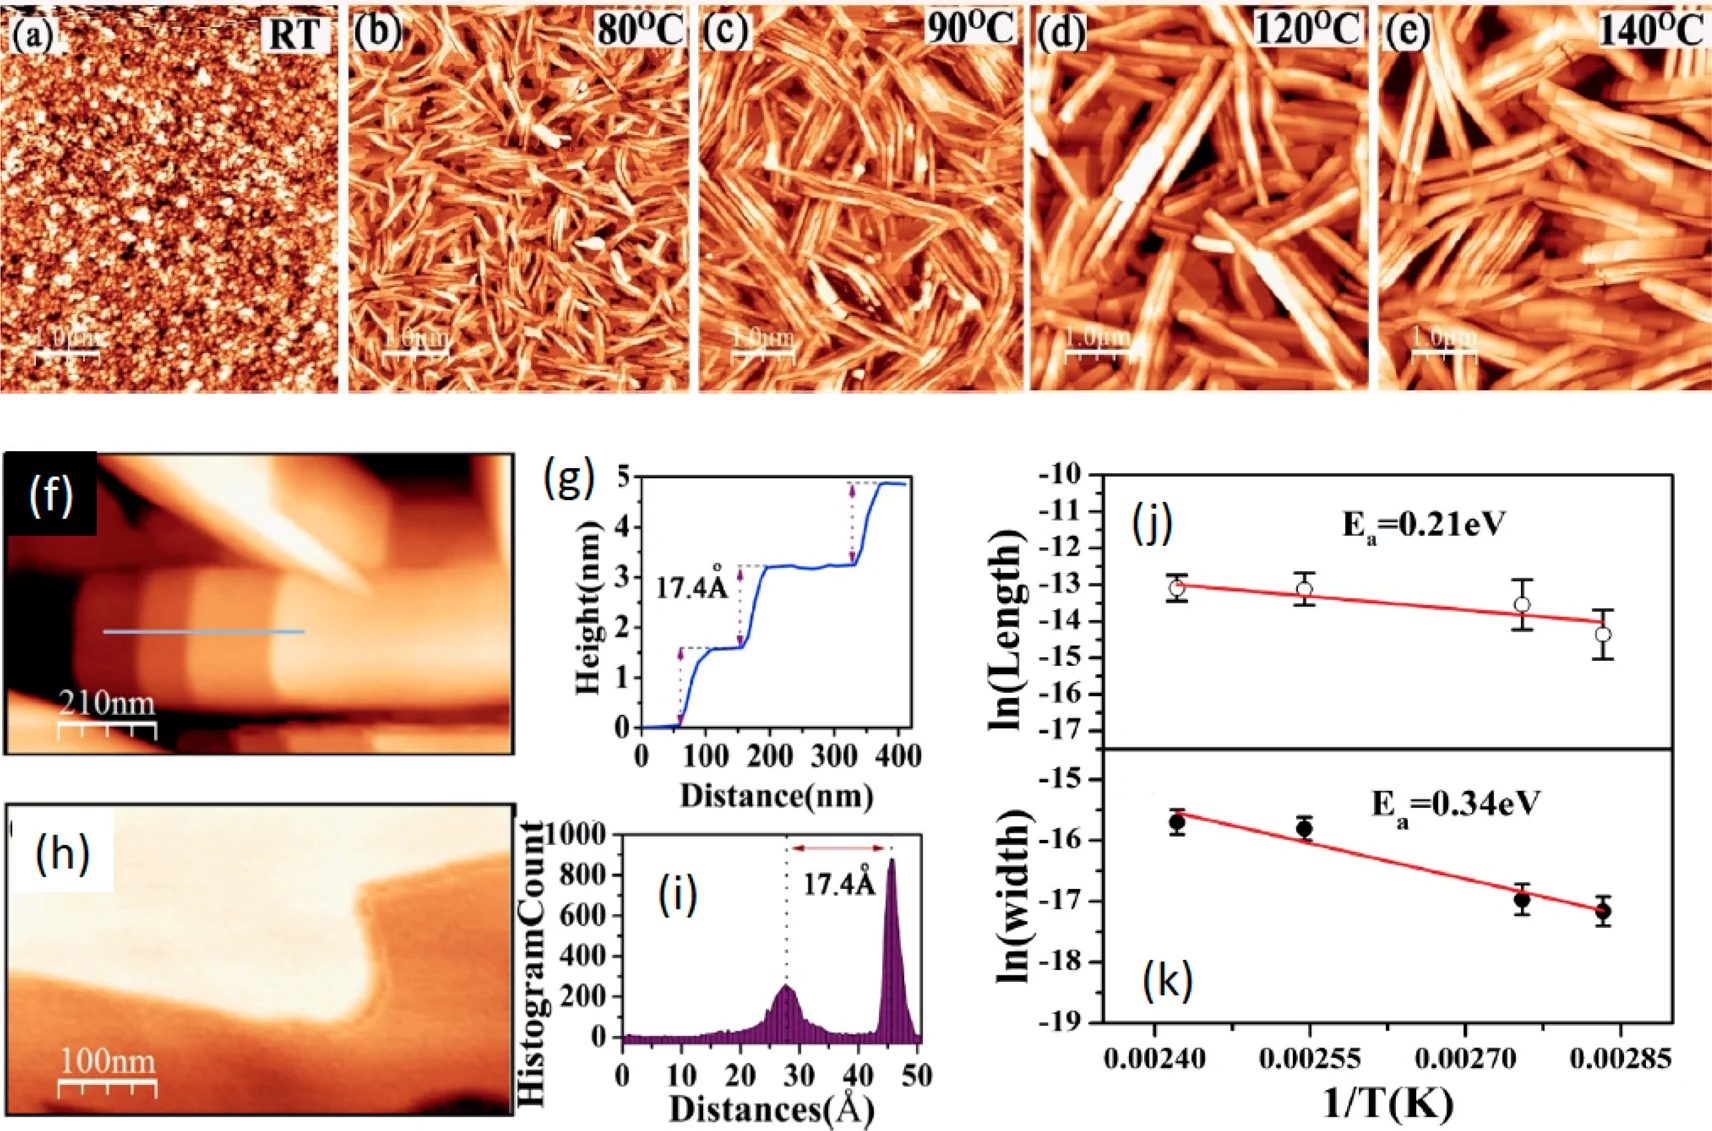 (a) RT
(b) 80⁰C
(c) 90⁰C
(d) 120⁰C
(e) 140⁰C
1.0μm
1.0μm
1.0μm
1.0μm
1.0μm
(f)
210nm
(g)
Height(nm)
5
4
3
2
1
0
17.4Å
0 100 200 300 400
Distance(nm)
(h)
100nm
(i)
HistogramCount
1000
800
600
400
200
0
17.4Å
0 10 20 30 40 50
Distances(Å)
(j)
Ea=0.21eV
ln(Length)
-10
-11
-12
-13
-14
-15
-16
-17
(k)
Ea=0.34eV
ln(width)
-15
-16
-17
-18
-19
0.00240 0.00255 0.00270 0.00285
1/T(K)